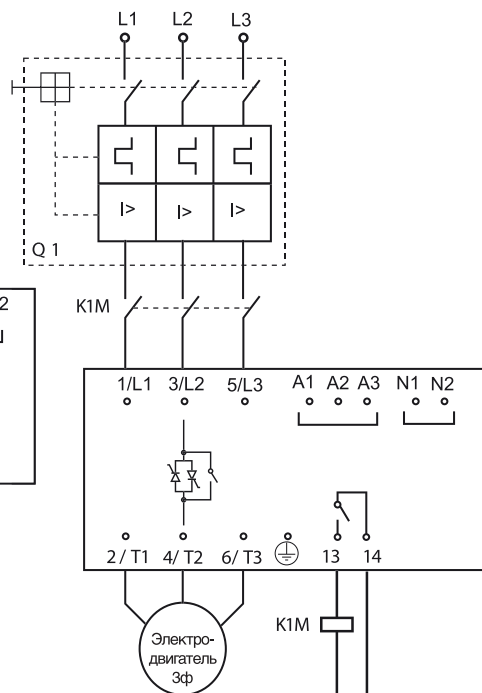 L1 L2 L3
I> I> I>
Q 1
2
K1M
1/L1 3/L2 5/L3 A1 A2 A3 N1 N2
2/ T1 4/ T2 6/ T3 13 14
K1M
Электро-
двигатель
3ф